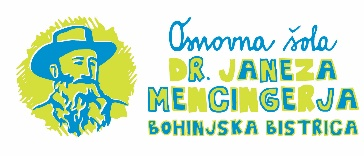 Osnovna šola
DR. JANEZA
MENCINGERJA
BOHINJSKA BISTRICA